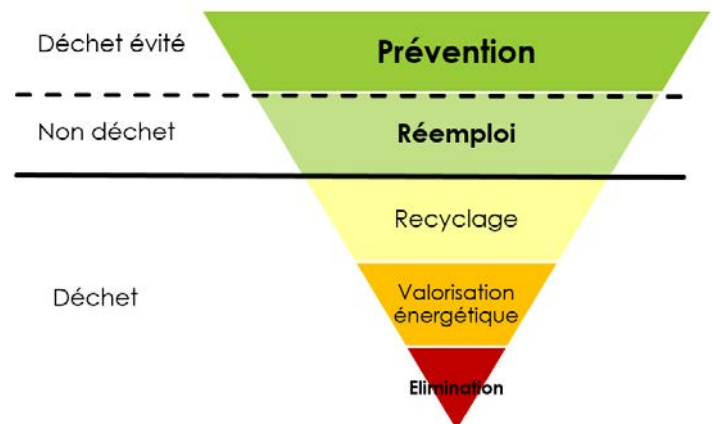 Déchet évité
Prévention
Non déchet
Réemploi
Recyclage
Déchet
Valorisation
énergétique
Elimination